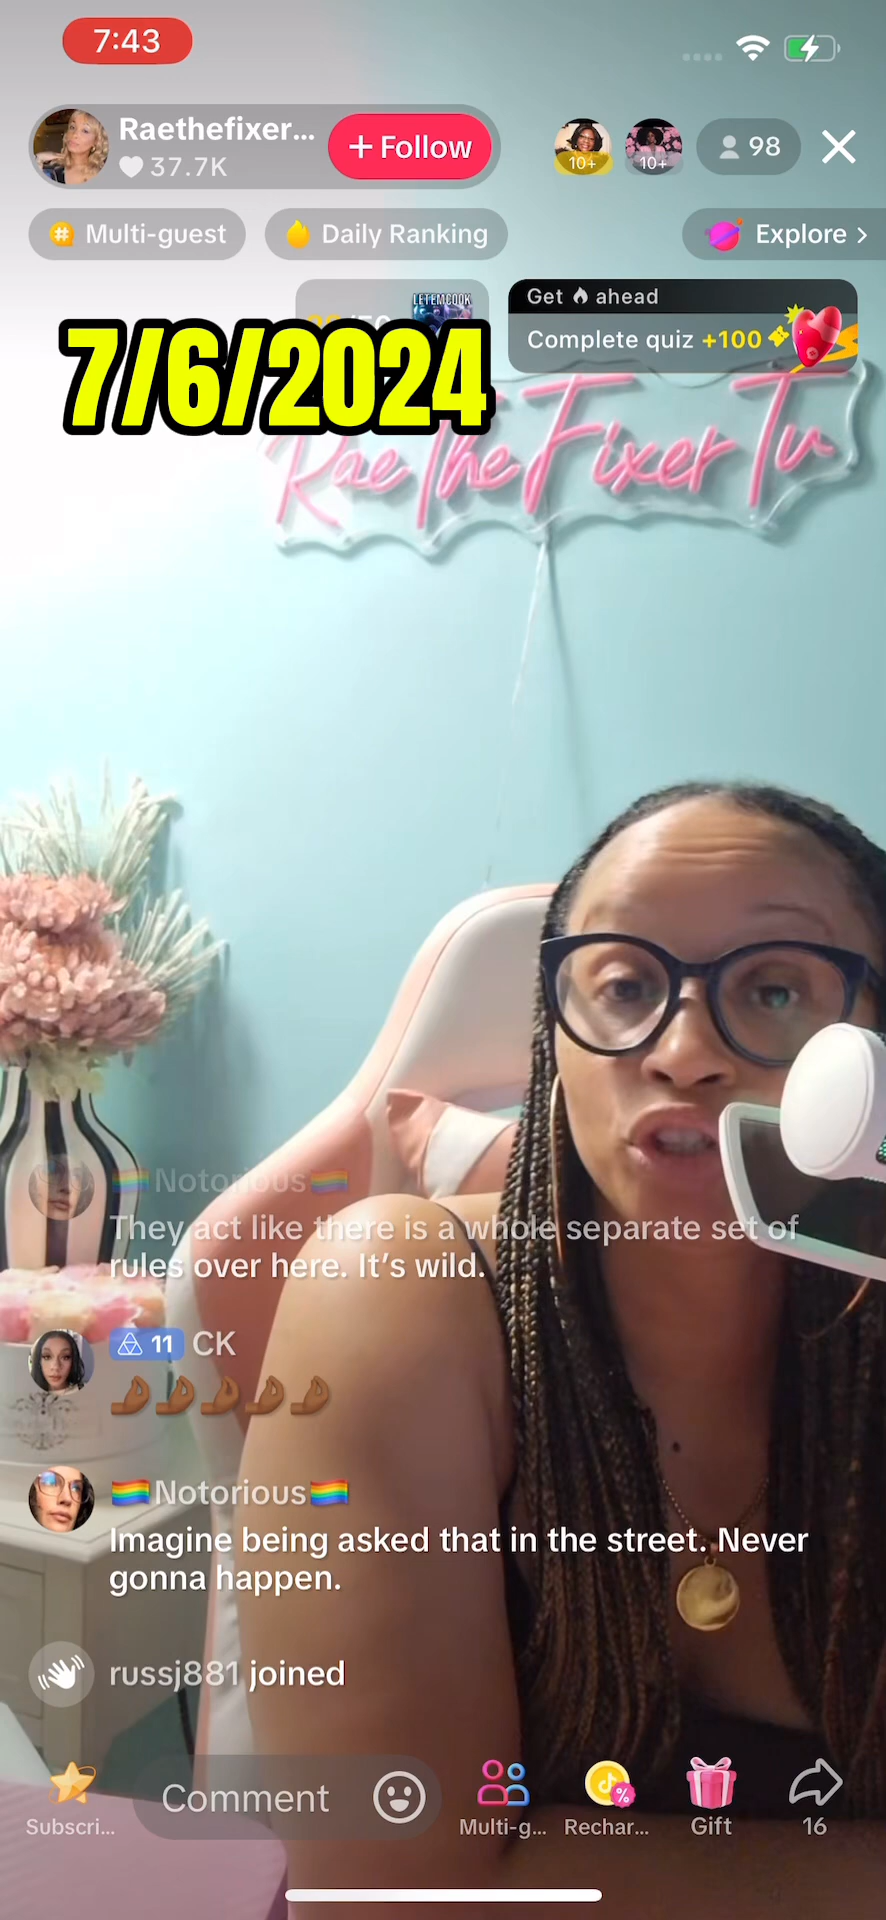 7:43
Raethefixer...
+ Follow
37.7K
10+
10+
98
Multi-guest
Daily Ranking
Explore >
LETEMCOOK
Get 🔥 ahead
Complete quiz +100
7/6/2024
Rae The Fixer Tu
🏳️‍🌈Notorious🏳️‍🌈
They act like there is a whole separate set of
rules over here. It's wild.
11 CK
🤌🏾🤌🏾🤌🏾🤌🏾🤌🏾
🏳️‍🌈Notorious🏳️‍🌈
Imagine being asked that in the street. Never
gonna happen.
russj881 joined
Comment
Subscri...
Multi-g...
Rechar...
Gift
16